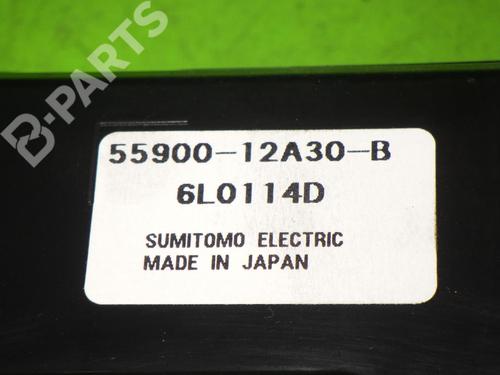 B-PARTS
55900-12A30-B
6L0114D
SUMITOMO ELECTRIC
MADE IN JAPAN